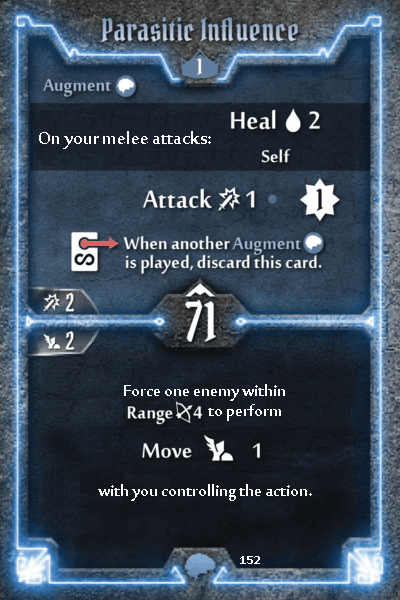 Parasitic Influence
1
Augment
Heal 2
On your melee attacks:
Self
Attack 1
1
When another Augment
is played, discard this card.
2
71
2
Force one enemy within
Range 4 to perform
Move 1
with you controlling the action.
152